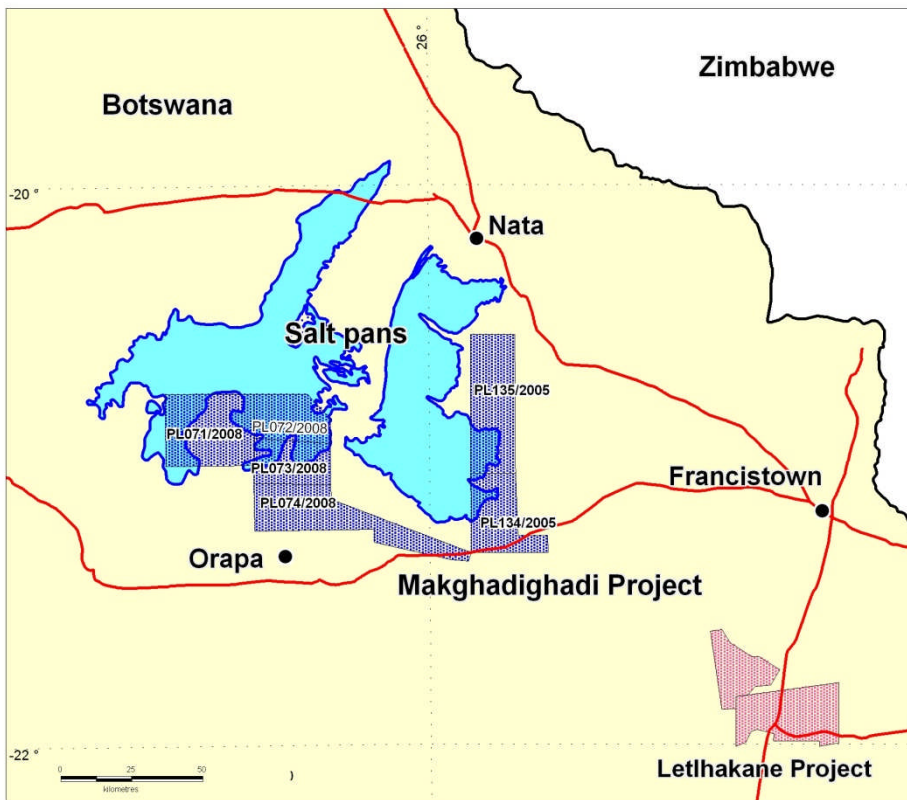 26 °
Zimbabwe
Botswana
-20 °
Nata
Salt pans
PL135/2005
PL071/2008
PL072/2008
PL073/2008
Francistown
PL074/2008
PL134/2005
Orapa
Makghadighadi Project
-22 °
0 25 50
kilometres
)
Letlhakane Project